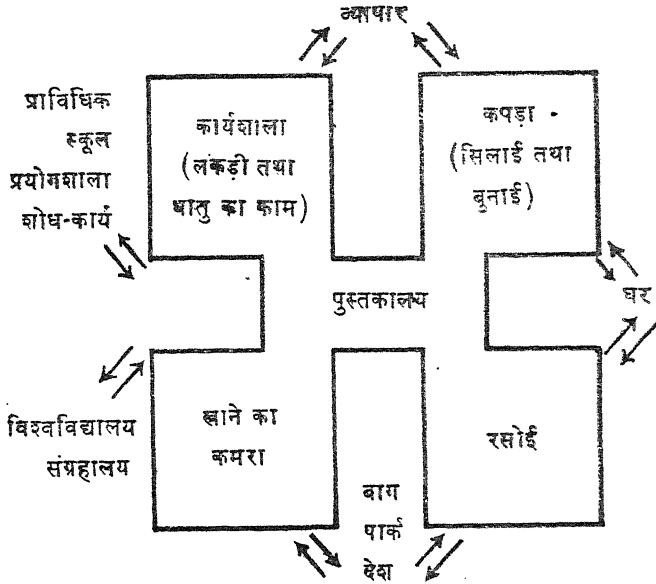 व्यापार
प्राविधिक
स्कूल
प्रयोगशाला
शोध-कार्य
कार्यशाला
(लकड़ी तथा
धातु का काम)
कपड़ा
(सिलाई तथा
बुनाई)
पुस्तकालय
घर
विश्वविद्यालय
संग्रहालय
खाने का
कमरा
रसोई
बाग
पार्क
देश